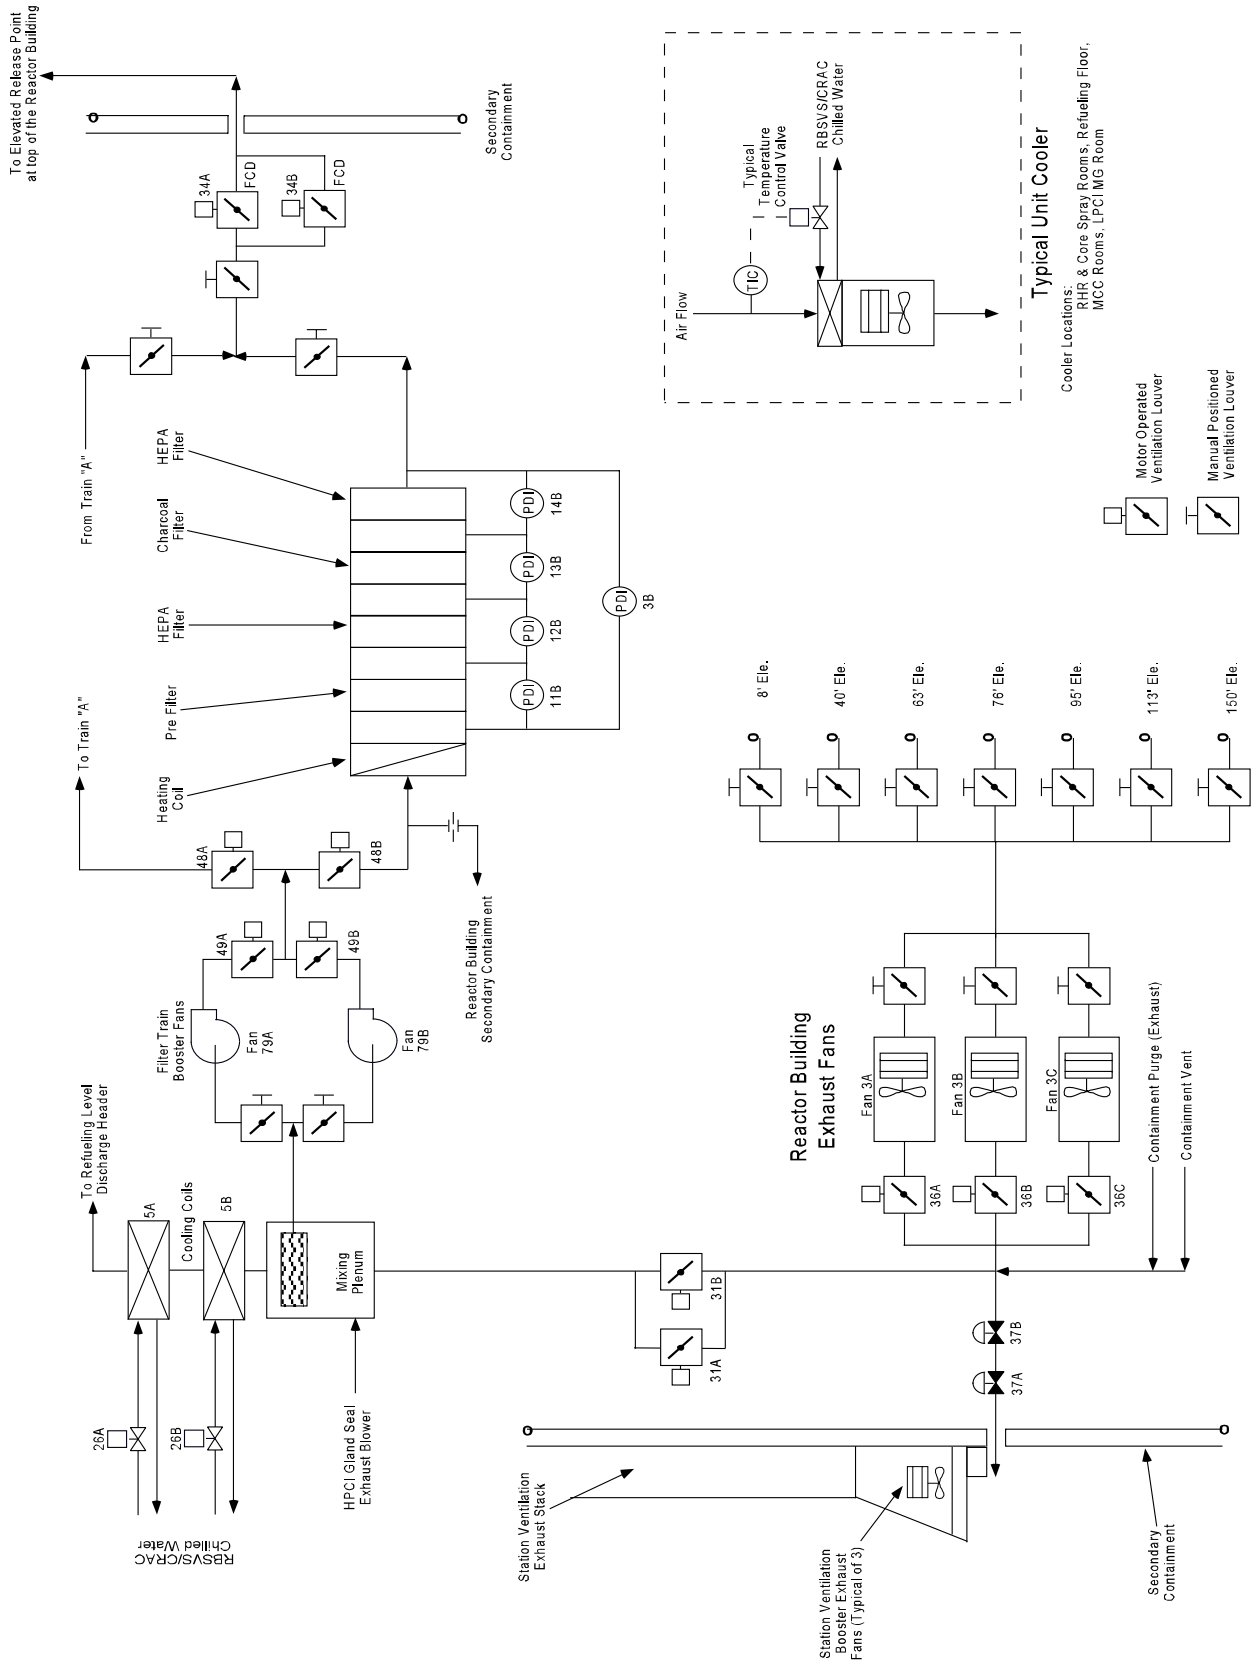 To Elevated Release Point
at top of the Reactor Building
Secondary
Containment
34A
FCD
34B
FCD
From Train "A"
HEPA
Filter
Charcoal
Filter
HEPA
Filter
Pre Filter
Heating
Coil
PDI
14B
PDI
13B
PDI
12B
PDI
11B
PDI
3B
To Train "A"
48A
48B
Reactor Building
Secondary Containment
49A
49B
Filter Train
Booster Fans
Fan
79A
Fan
79B
To Refueling Level
Discharge Header
5A
Cooling Coils
5B
Mixing
Plenum
26A
26B
RBSVS/CRAC
Chilled Water
HPCI Gland Seal
Exhaust Blower
31B
31A
Station Ventilation
Exhaust Stack
Station Ventilation
Booster Exhaust
Fans (Typical of 3)
Secondary
Containment
37B
37A
Reactor Building
Exhaust Fans
Fan 3A
Fan 3B
Fan 3C
36A
36B
36C
Containment Purge (Exhaust)
Containment Vent
8' Ele.
40' Ele.
63' Ele.
76' Ele.
95' Ele.
113' Ele.
150' Ele.
Air Flow
TIC
Typical
Temperature
Control Valve
RBSVS/CRAC
Chilled Water
Typical Unit Cooler
Cooler Locations:
RHR & Core Spray Rooms, Refueling Floor,
MCC Rooms, LPCI MG Room
Motor Operated
Ventilation Louver
Manual Positioned
Ventilation Louver